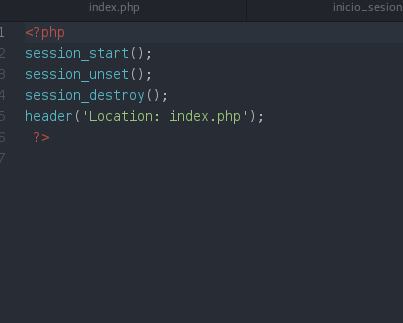 index.php inicio_sesion
1 <?php
2 session_start();
3 session_unset();
4 session_destroy();
5 header('Location: index.php');
6 ?>
7